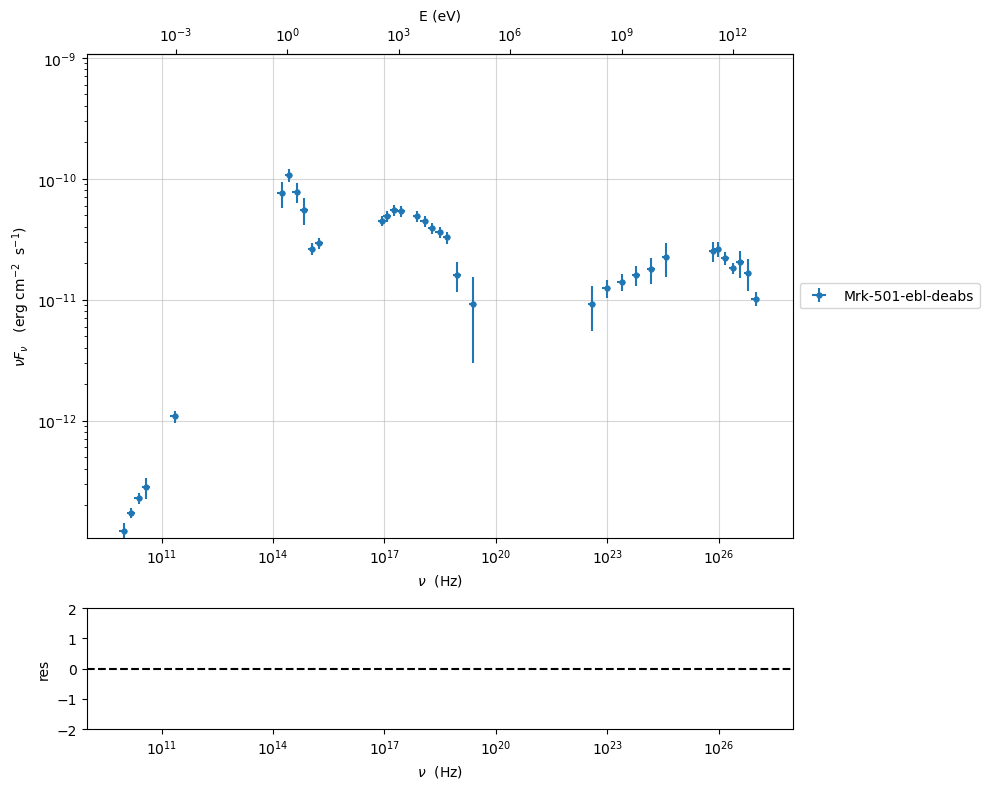 E (eV)
10⁻³ 10⁰ 10³ 10⁶ 10⁹ 10¹²
10⁻⁹
10⁻¹⁰
10⁻¹¹
10⁻¹²
νFᵥ (erg cm⁻² s⁻¹)
Mrk-501-ebl-deabs
10¹¹ 10¹⁴ 10¹⁷ 10²⁰ 10²³ 10²⁶
ν (Hz)
2
1
0
−1
−2
res
10¹¹ 10¹⁴ 10¹⁷ 10²⁰ 10²³ 10²⁶
ν (Hz)